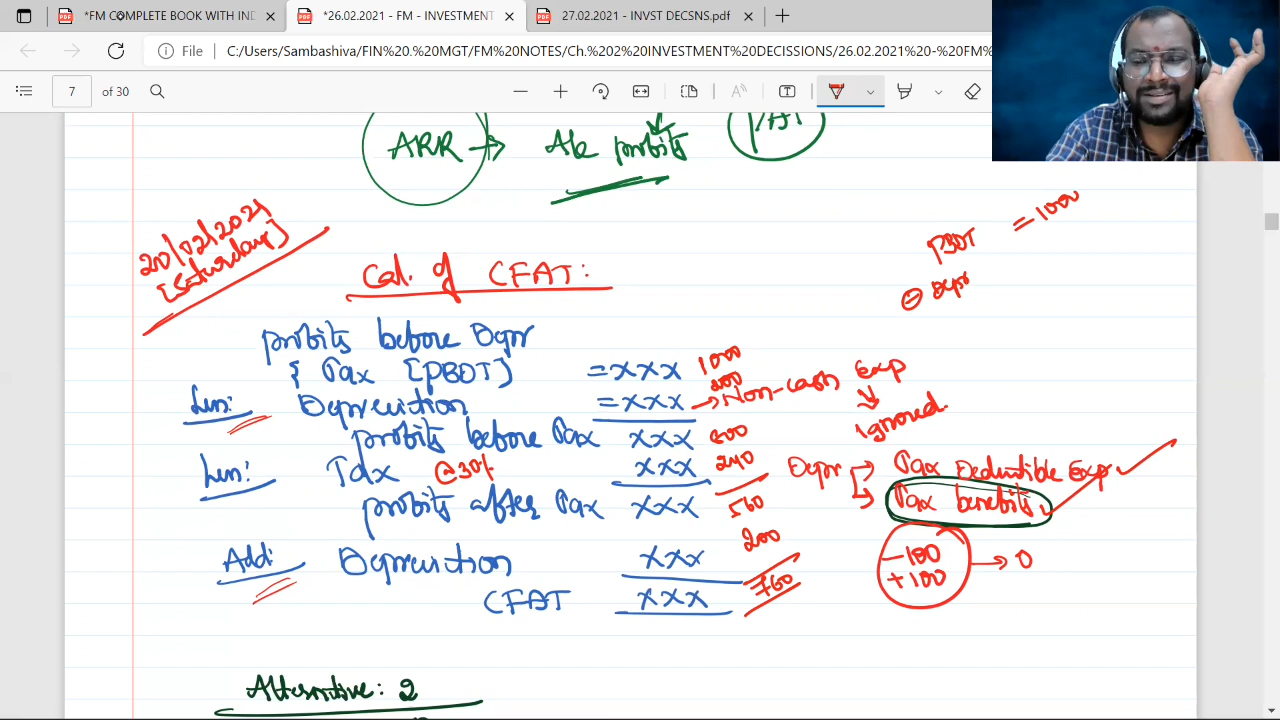 *FM COMPLETE BOOK WITH IND
*26.02.2021 - FM - INVESTMENT
27.02.2021 - INVST DECSNS.pdf
File C:/Users/Sambashiva/FIN%20.%20MGT/FM%20NOTES/Ch.%202%20INVESTMENT%20DECISSIONS/26.02.2021%20-%20FM%
7 of 30
ARR → profits PAT
20/02/2021
[Saturday]
Cal. of CFAT:
PBDT = 1000
⊖ Depr
profits before Depr
& Tax [PBDT] = xxx 1000
Less: Depreciation = xxx 200 → Non-cash Exp
↓
Ignored.
profits before Tax xxx 800
Less: Tax @30% xxx 240
Depr → Tax Deductible Exp
→ Tax benefits
profits after Tax xxx 560
Add: Depreciation xxx 200
CFAT xxx 760
-100
+100 → 0
Alternative: 2